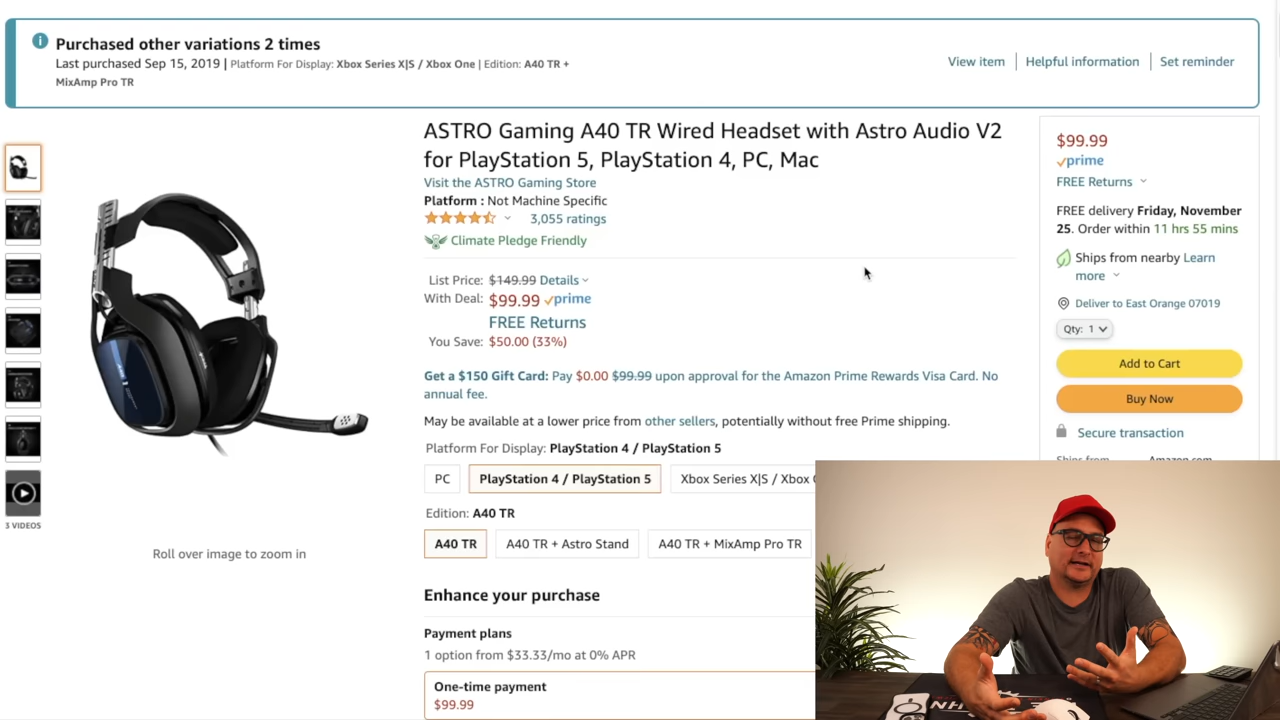 Purchased other variations 2 times
Last purchased Sep 15, 2019 | Platform For Display: Xbox Series X|S / Xbox One | Edition: A40 TR +
MixAmp Pro TR
View item
Helpful information
Set reminder
ASTRO Gaming A40 TR Wired Headset with Astro Audio V2
for PlayStation 5, PlayStation 4, PC, Mac
Visit the ASTRO Gaming Store
Platform : Not Machine Specific
3,055 ratings
Climate Pledge Friendly
List Price: $149.99 Details
With Deal: $99.99 prime
FREE Returns
You Save: $50.00 (33%)
Get a $150 Gift Card: Pay $0.00 $99.99 upon approval for the Amazon Prime Rewards Visa Card. No
annual fee.
May be available at a lower price from other sellers, potentially without free Prime shipping.
Platform For Display: PlayStation 4 / PlayStation 5
PC
PlayStation 4 / PlayStation 5
Xbox Series X|S / Xbox
Edition: A40 TR
A40 TR
A40 TR + Astro Stand
A40 TR + MixAmp Pro TR
Enhance your purchase
Payment plans
1 option from $33.33/mo at 0% APR
One-time payment
$99.99
3 VIDEOS
Roll over image to zoom in
$99.99
prime
FREE Returns
FREE delivery Friday, November
25. Order within 11 hrs 55 mins
Ships from nearby Learn
more
Deliver to East Orange 07019
Qty: 1
Add to Cart
Buy Now
Secure transaction
Ships from Amazon.com